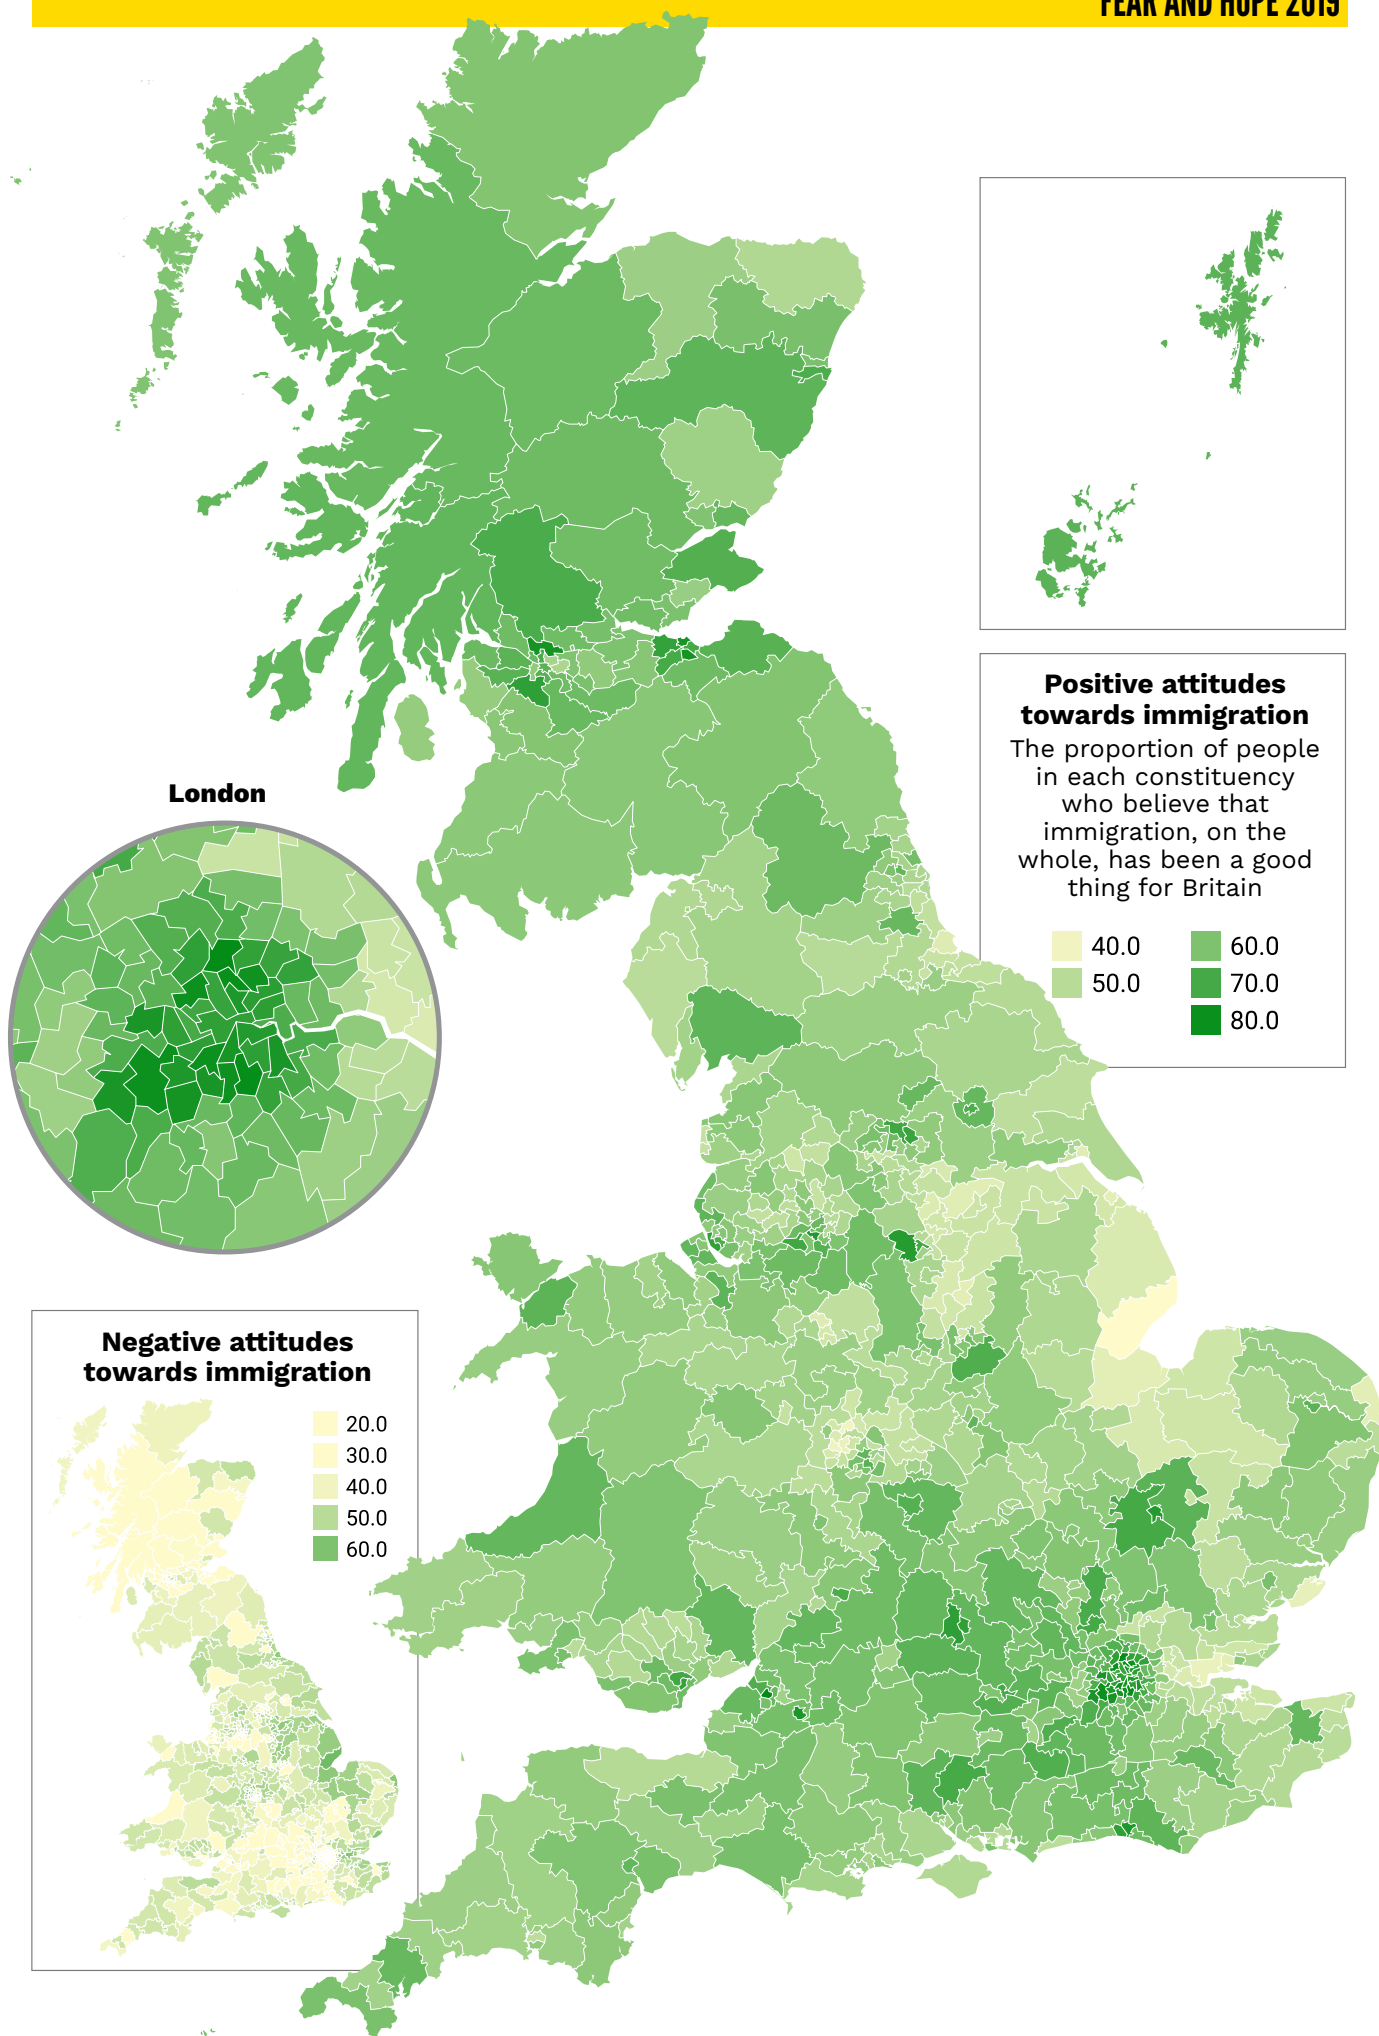 FEAR AND HOPE 2019
Positive attitudes
towards immigration
The proportion of people
in each constituency
who believe that
immigration, on the
whole, has been a good
thing for Britain
40.0
60.0
50.0
70.0
80.0
London
Negative attitudes
towards immigration
20.0
30.0
40.0
50.0
60.0